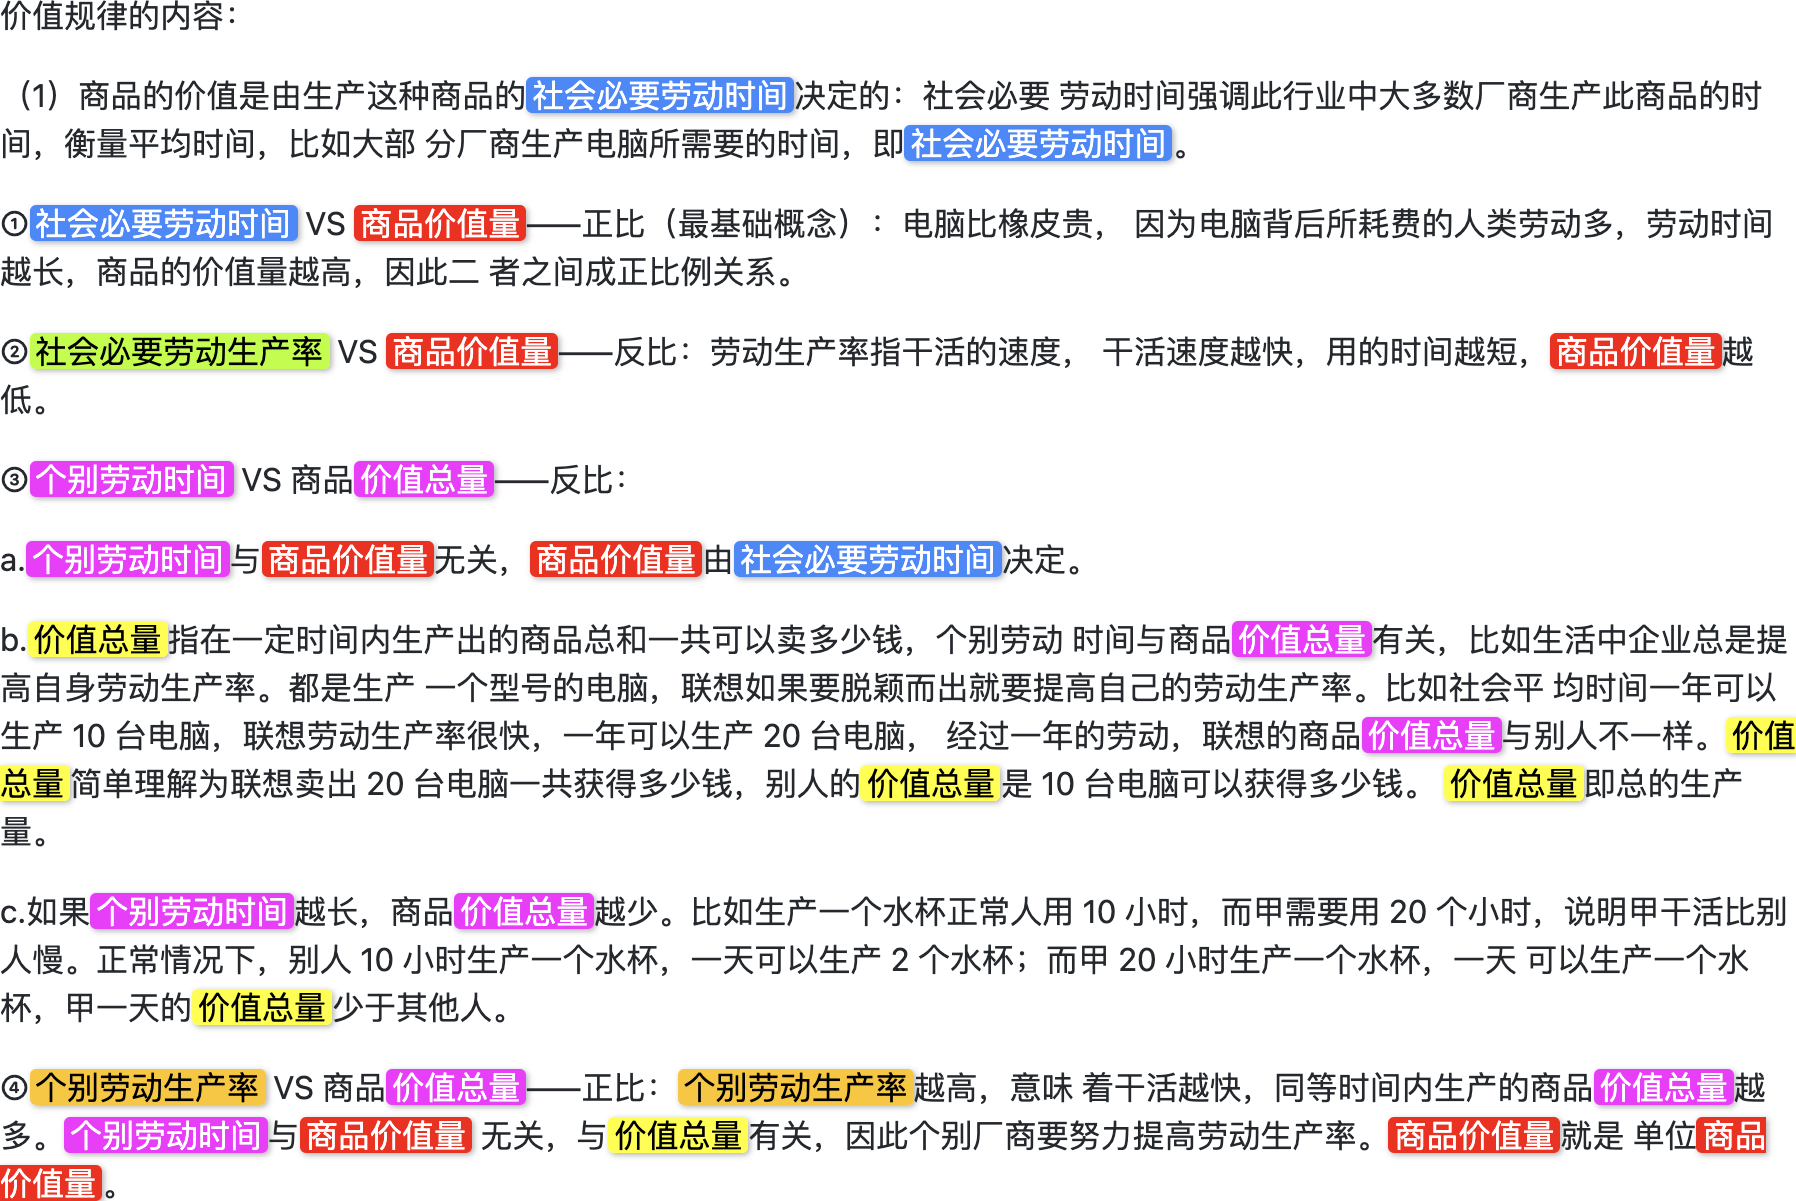 价值规律的内容：
（1）商品的价值是由生产这种商品的社会必要劳动时间决定的：社会必要 劳动时间强调此行业中大多数厂商生产此商品的时
间，衡量平均时间，比如大部 分厂商生产电脑所需要的时间，即社会必要劳动时间。
①社会必要劳动时间 VS 商品价值量——正比（最基础概念）：电脑比橡皮贵， 因为电脑背后所耗费的人类劳动多，劳动时间
越长，商品的价值量越高，因此二 者之间成正比例关系。
②社会必要劳动生产率 VS 商品价值量——反比：劳动生产率指干活的速度， 干活速度越快，用的时间越短，商品价值量越
低。
③个别劳动时间 VS 商品价值总量——反比：
a.个别劳动时间与商品价值量无关，商品价值量由社会必要劳动时间决定。
b.价值总量指在一定时间内生产出的商品总和一共可以卖多少钱，个别劳动 时间与商品价值总量有关，比如生活中企业总是提
高自身劳动生产率。都是生产 一个型号的电脑，联想如果要脱颖而出就要提高自己的劳动生产率。比如社会平 均时间一年可以
生产 10 台电脑，联想劳动生产率很快，一年可以生产 20 台电脑， 经过一年的劳动，联想的商品价值总量与别人不一样。价值
总量简单理解为联想卖出 20 台电脑一共获得多少钱，别人的价值总量是 10 台电脑可以获得多少钱。 价值总量即总的生产
量。
c.如果个别劳动时间越长，商品价值总量越少。比如生产一个水杯正常人用 10 小时，而甲需要用 20 个小时，说明甲干活比别
人慢。正常情况下，别人 10 小时生产一个水杯，一天可以生产 2 个水杯；而甲 20 小时生产一个水杯，一天 可以生产一个水
杯，甲一天的价值总量少于其他人。
④个别劳动生产率 VS 商品价值总量——正比：个别劳动生产率越高，意味 着干活越快，同等时间内生产的商品价值总量越
多。个别劳动时间与商品价值量 无关，与价值总量有关，因此个别厂商要努力提高劳动生产率。商品价值量就是 单位商品
价值量。